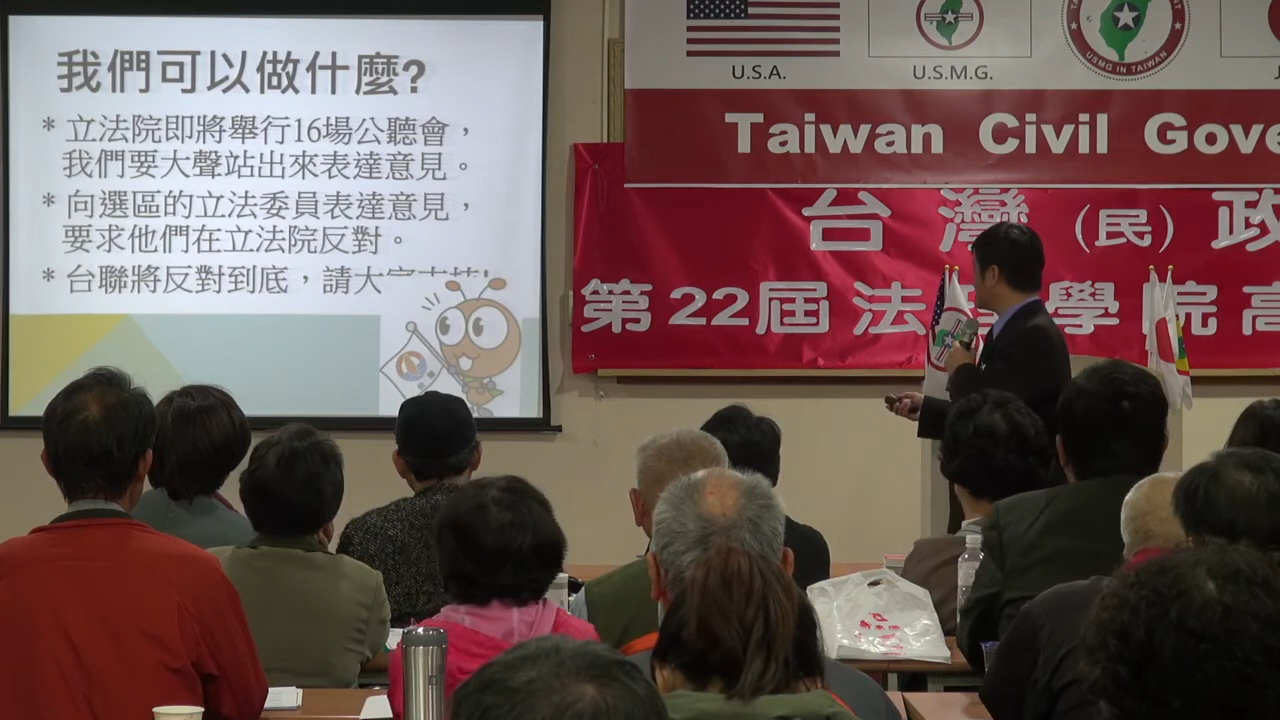 我們可以做什麼?
* 立法院即將舉行16場公聽會，
我們要大聲站出來表達意見。
* 向選區的立法委員表達意見，
要求他們在立法院反對。
* 台聯將反對到底，請大
U.S.A.
U.S.M.G.
USMG IN TAIWAN
Taiwan Civil Gove
台灣（民）政
第22屆法 學院高